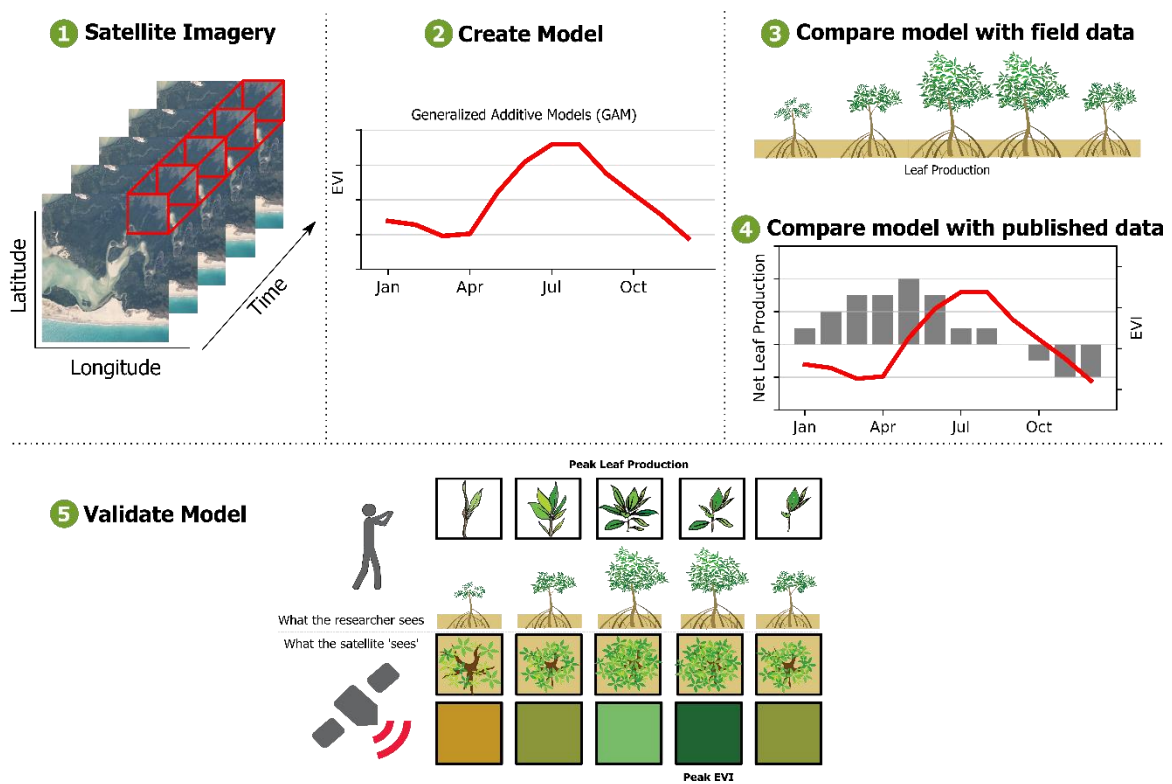 1 Satellite Imagery
Latitude
Longitude
Time
2 Create Model
Generalized Additive Models (GAM)
EVI
Jan Apr Jul Oct
3 Compare model with field data
Leaf Production
4 Compare model with published data
Net Leaf Production
EVI
Jan Apr Jul Oct
5 Validate Model
Peak Leaf Production
What the researcher sees
What the satellite 'sees'
Peak EVI